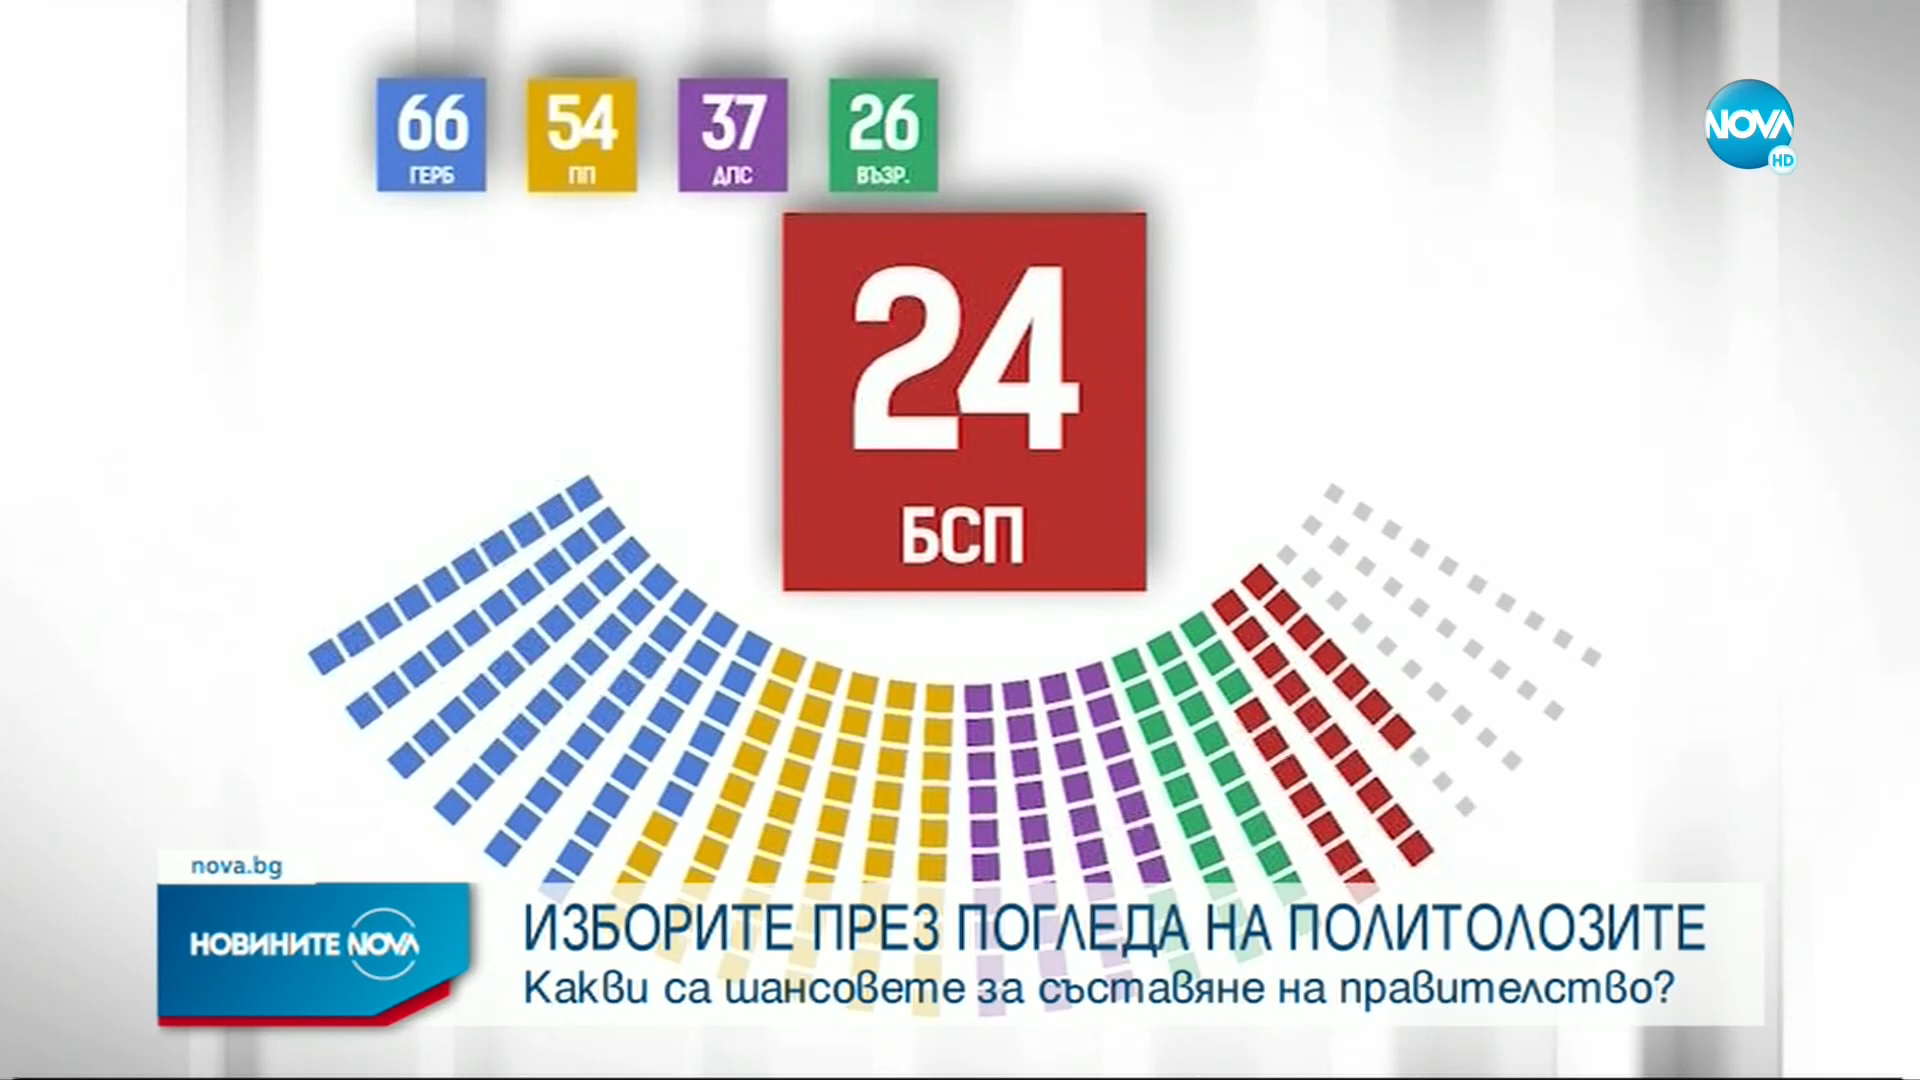 66
ГЕРБ
54
ПП
37
ДПС
26
ВЪЗР.
NOVA
HD
24
БСП
nova.bg
НОВИНИТЕ NOVA
ИЗБОРИТЕ ПРЕЗ ПОГЛЕДА НА ПОЛИТОЛОЗИТЕ
Какви са шансовете за съставяне на правителство?